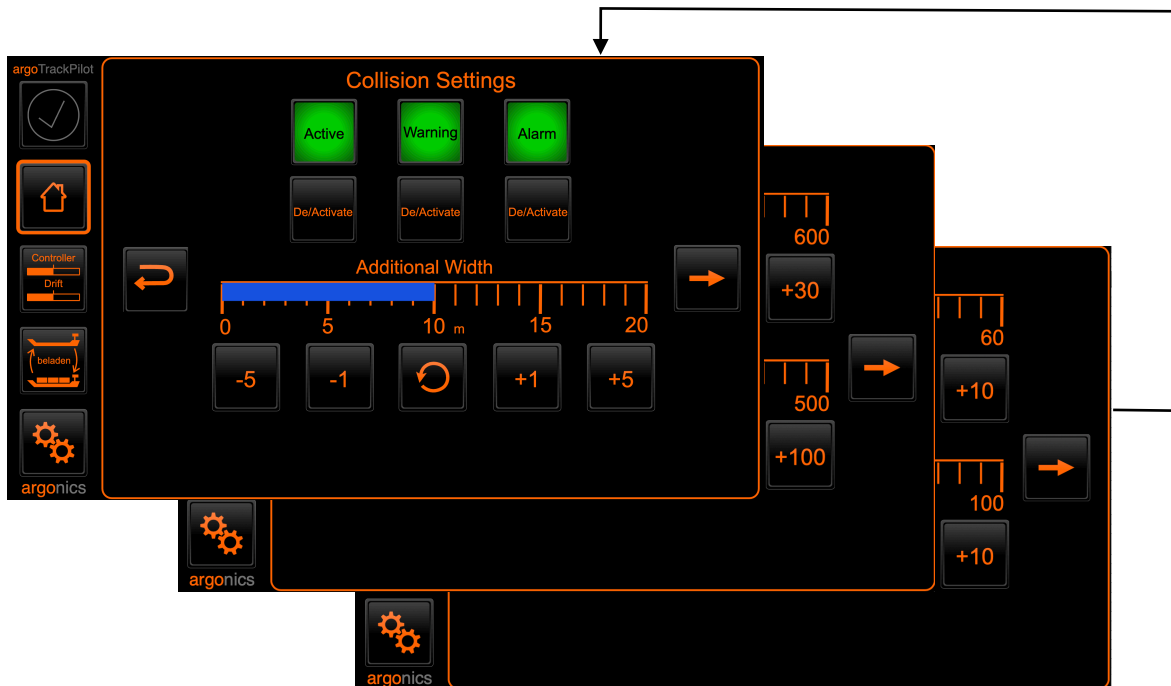 argoTrackPilot
Collision Settings
Active Warning Alarm
De/Activate De/Activate De/Activate
Controller
Drift
Additional Width
0 5 10 m 15 20
beladen
-5 -1 +1 +5
argonics
600
+30
500
+100
argonics
60
+10
100
+10
argonics